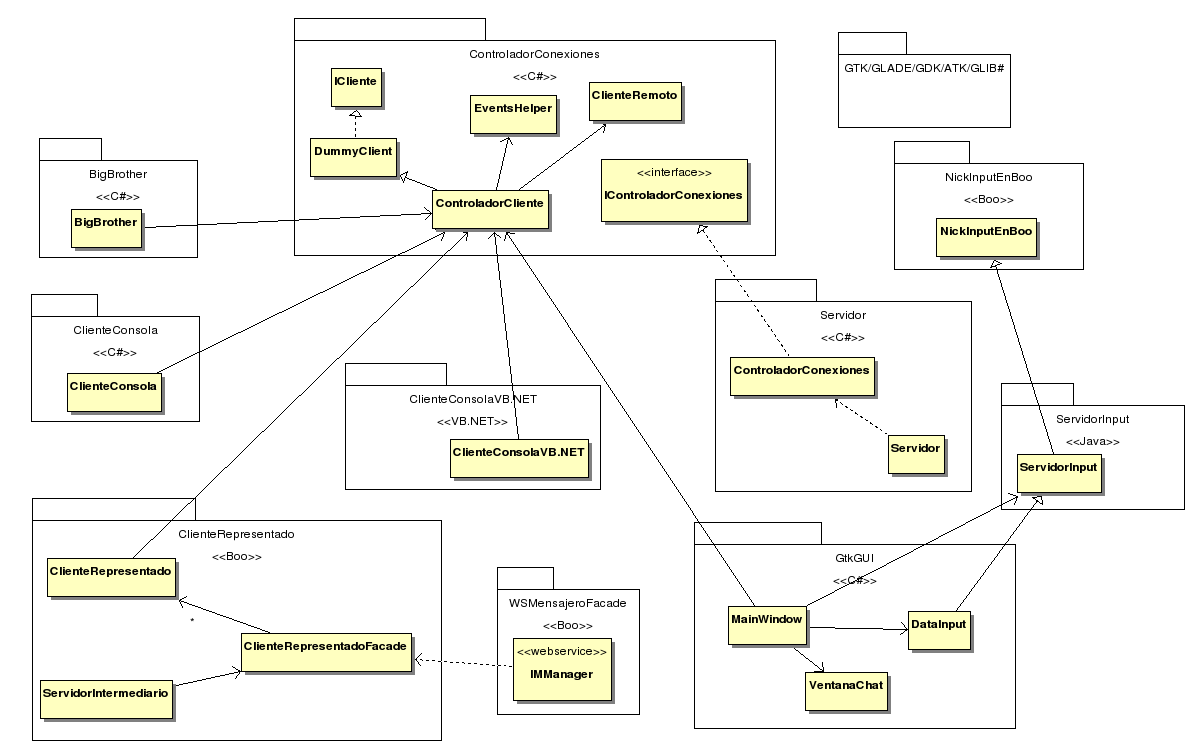 ControladorConexiones
<<C#>>
ICliente
EventsHelper
ClienteRemoto
DummyClient
<<interface>>
IControladorConexiones
ControladorCliente
GTK/GLADE/GDK/ATK/GLIB#
BigBrother
<<C#>>
BigBrother
NickInputEnBoo
<<Boo>>
NickInputEnBoo
ClienteConsola
<<C#>>
ClienteConsola
Servidor
<<C#>>
ControladorConexiones
Servidor
ClienteConsolaVB.NET
<<VB.NET>>
ClienteConsolaVB.NET
ServidorInput
<<Java>>
ServidorInput
ClienteRepresentado
<<Boo>>
ClienteRepresentado
*
ClienteRepresentadoFacade
ServidorIntermediario
WSMensajeroFacade
<<Boo>>
<<webservice>>
IMManager
GtkGUI
<<C#>>
MainWindow
DataInput
VentanaChat